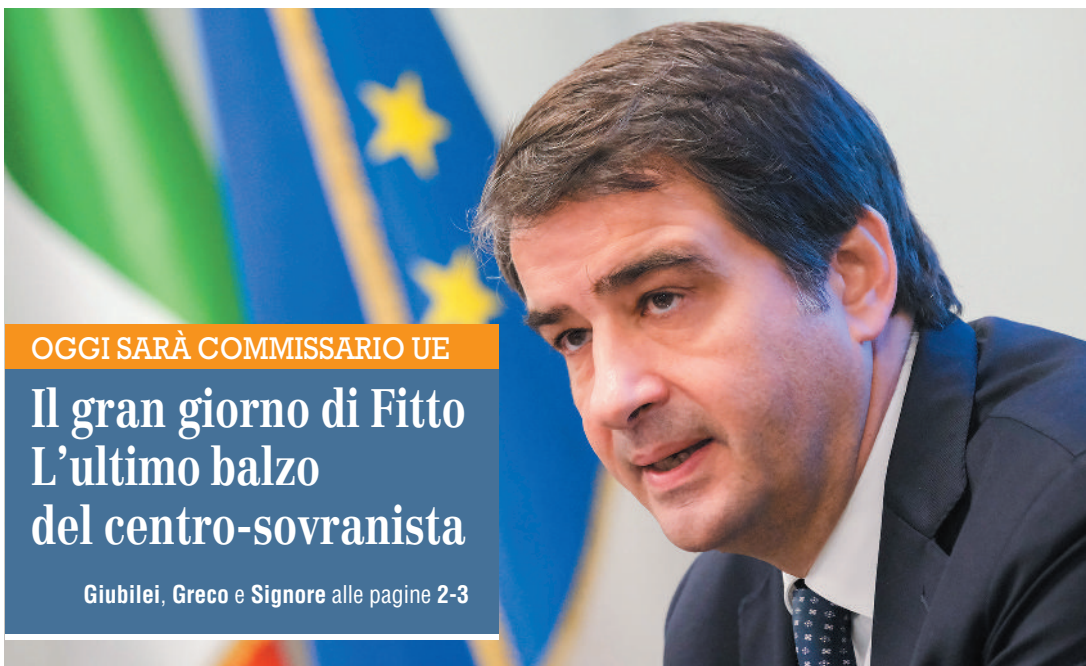 OGGI SARÀ COMMISSARIO UE
Il gran giorno di Fitto
L’ultimo balzo
del centro-sovranista
Giubilei, Greco e Signore alle pagine 2-3